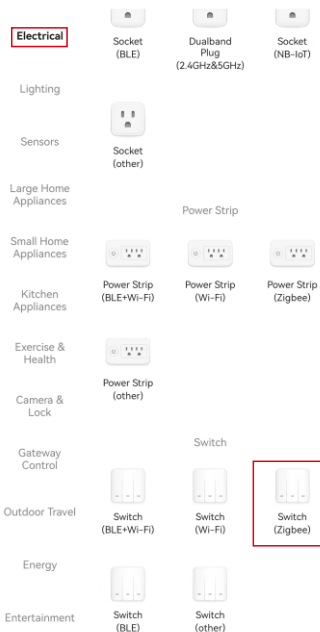 Electrical
Lighting
Sensors
Large Home
Appliances
Small Home
Appliances
Kitchen
Appliances
Exercise &
Health
Camera &
Lock
Gateway
Control
Outdoor Travel
Energy
Entertainment
Socket
(BLE)
Dualband
Plug
(2.4GHz&5GHz)
Socket
(NB-IoT)
Socket
(other)
Power Strip
Power Strip
(BLE+Wi-Fi)
Power Strip
(Wi-Fi)
Power Strip
(Zigbee)
Power Strip
(other)
Switch
Switch
(BLE+Wi-Fi)
Switch
(Wi-Fi)
Switch
(Zigbee)
Switch
(BLE)
Switch
(other)